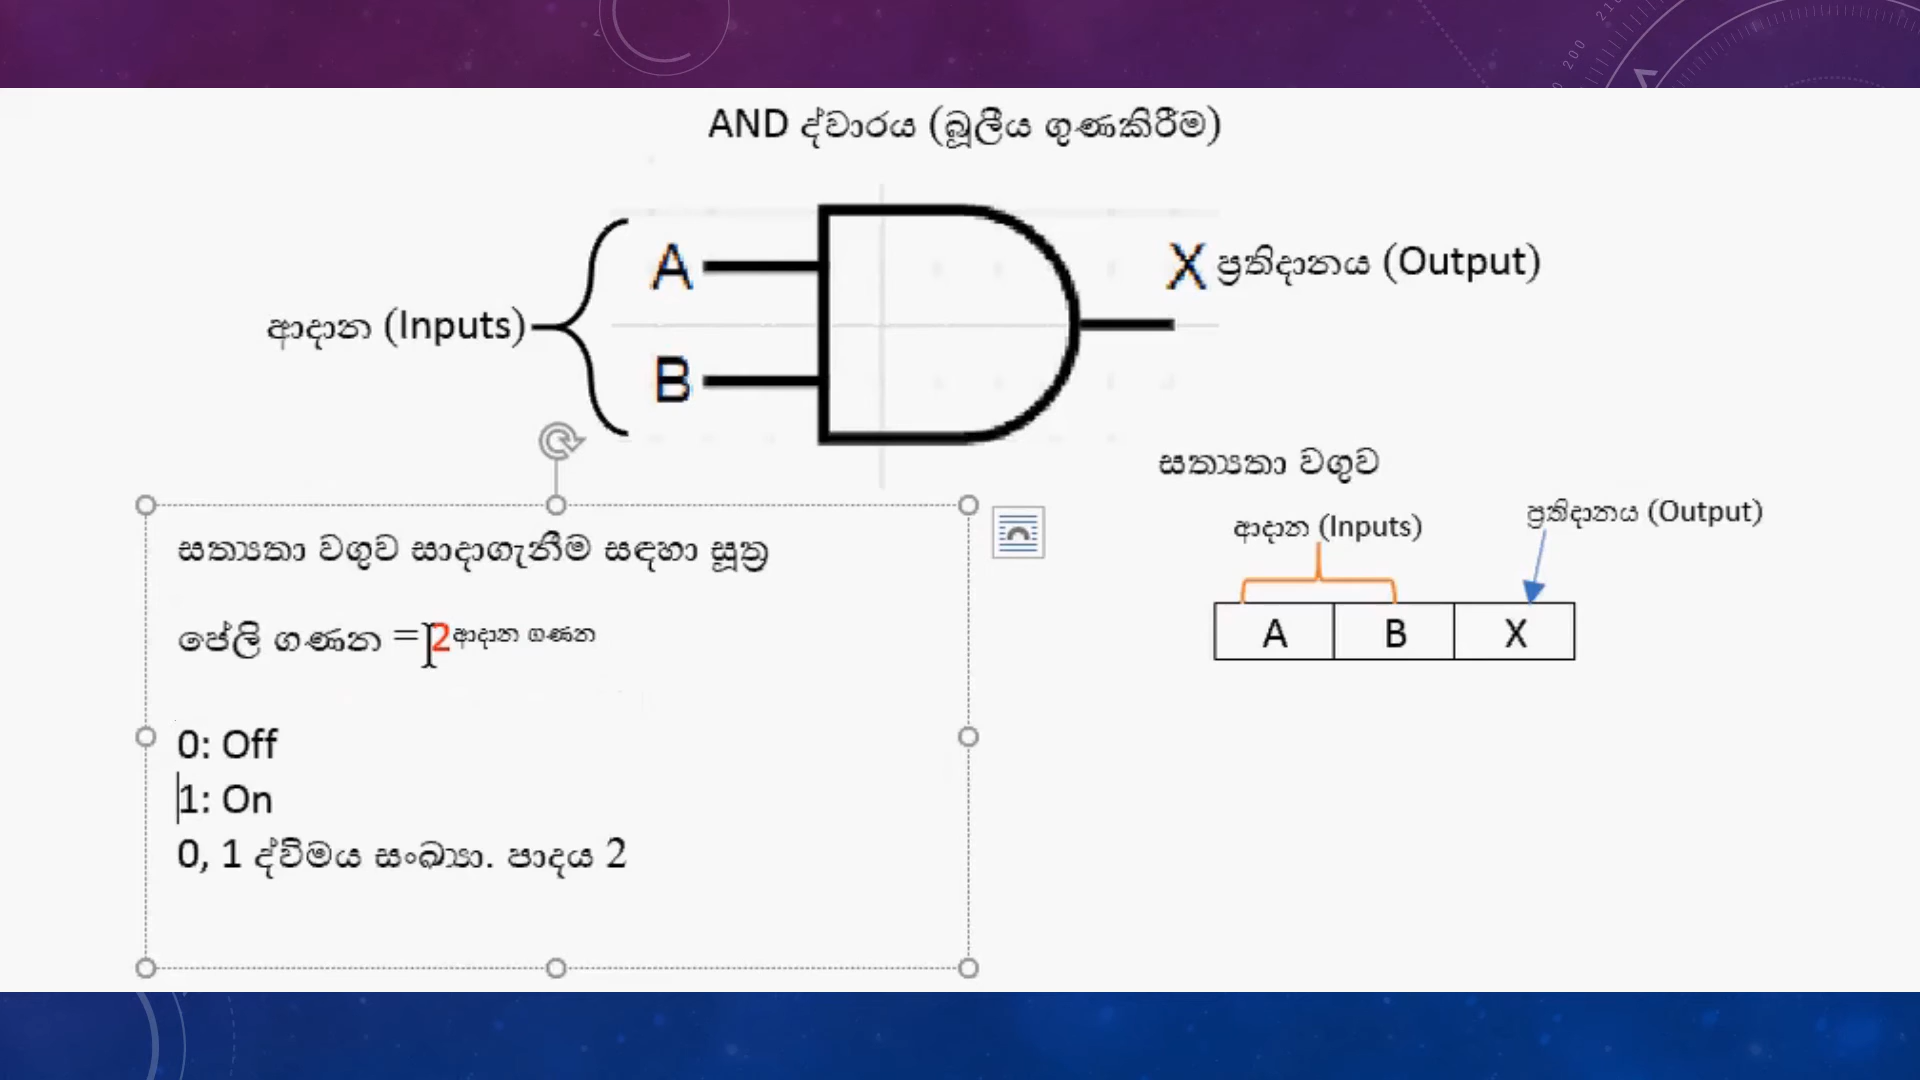 AND ද්වාරය (බූලීය ගුණකිරීම)
A
X ප්‍රතිදානය (Output)
ආදාන (Inputs)
B
සත්‍යතා වගුව
ප්‍රතිදානය (Output)
ආදාන (Inputs)
A B X
සත්‍යතා වගුව සාදාගැනීම සඳහා සූත්‍ර
පේලි ගණන = 2ආදාන ගණන
0: Off
1: On
0, 1 ද්විමය සංඛ්‍යා. පාදය 2